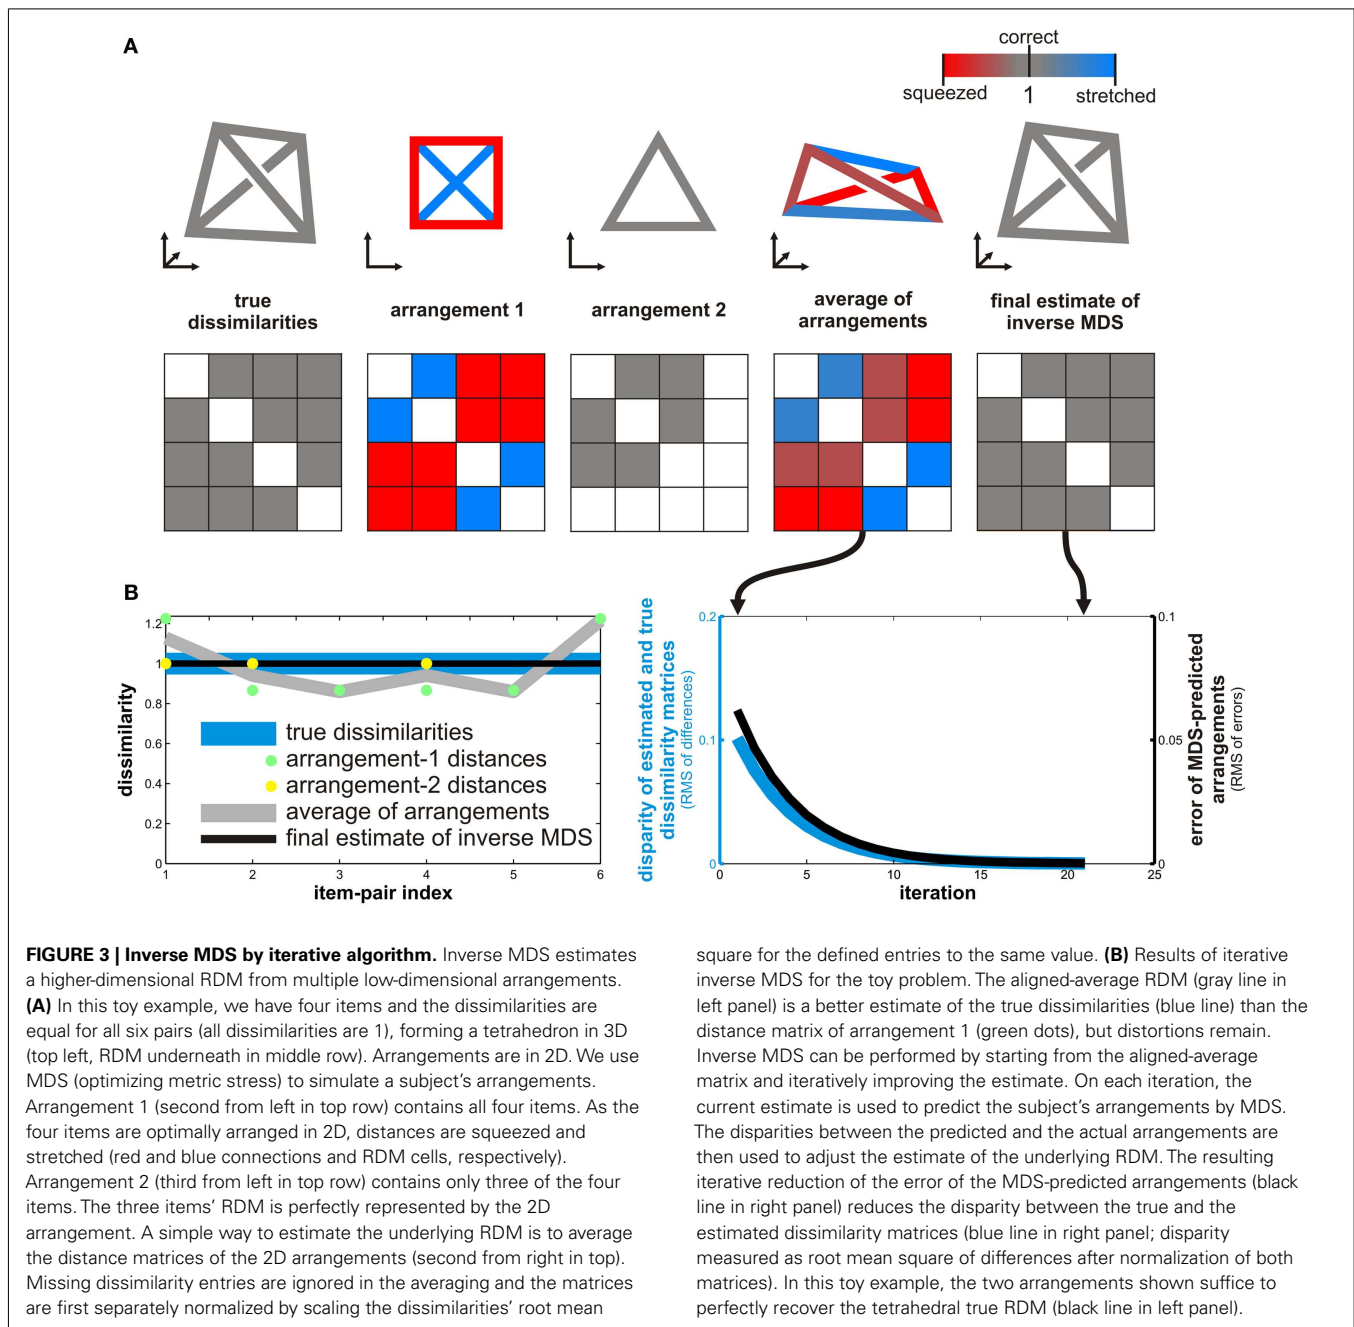 A
correct
squeezed 1 stretched
true
dissimilarities
arrangement 1
arrangement 2
average of
arrangements
final estimate of
inverse MDS
B
dissimilarity
1.2
1
0.8
0.6
0.4
0.2
0
1 2 3 4 5 6
item-pair index
true dissimilarities
arrangement-1 distances
arrangement-2 distances
average of arrangements
final estimate of inverse MDS
disparity of estimated and true
dissimilarity matrices
(RMS of differences)
0.2
0.1
0
0 5 10 15 20 25
iteration
0.1
0.05
0
error of MDS-predicted
arrangements
(RMS of errors)
FIGURE 3 | Inverse MDS by iterative algorithm. Inverse MDS estimates
a higher-dimensional RDM from multiple low-dimensional arrangements.
(A) In this toy example, we have four items and the dissimilarities are
equal for all six pairs (all dissimilarities are 1), forming a tetrahedron in 3D
(top left, RDM underneath in middle row). Arrangements are in 2D. We use
MDS (optimizing metric stress) to simulate a subject's arrangements.
Arrangement 1 (second from left in top row) contains all four items. As the
four items are optimally arranged in 2D, distances are squeezed and
stretched (red and blue connections and RDM cells, respectively).
Arrangement 2 (third from left in top row) contains only three of the four
items. The three items' RDM is perfectly represented by the 2D
arrangement. A simple way to estimate the underlying RDM is to average
the distance matrices of the 2D arrangements (second from right in top).
Missing dissimilarity entries are ignored in the averaging and the matrices
are first separately normalized by scaling the dissimilarities' root mean
square for the defined entries to the same value. (B) Results of iterative
inverse MDS for the toy problem. The aligned-average RDM (gray line in
left panel) is a better estimate of the true dissimilarities (blue line) than the
distance matrix of arrangement 1 (green dots), but distortions remain.
Inverse MDS can be performed by starting from the aligned-average
matrix and iteratively improving the estimate. On each iteration, the
current estimate is used to predict the subject's arrangements by MDS.
The disparities between the predicted and the actual arrangements are
then used to adjust the estimate of the underlying RDM. The resulting
iterative reduction of the error of the MDS-predicted arrangements (black
line in right panel) reduces the disparity between the true and the
estimated dissimilarity matrices (blue line in right panel; disparity
measured as root mean square of differences after normalization of both
matrices). In this toy example, the two arrangements shown suffice to
perfectly recover the tetrahedral true RDM (black line in left panel).